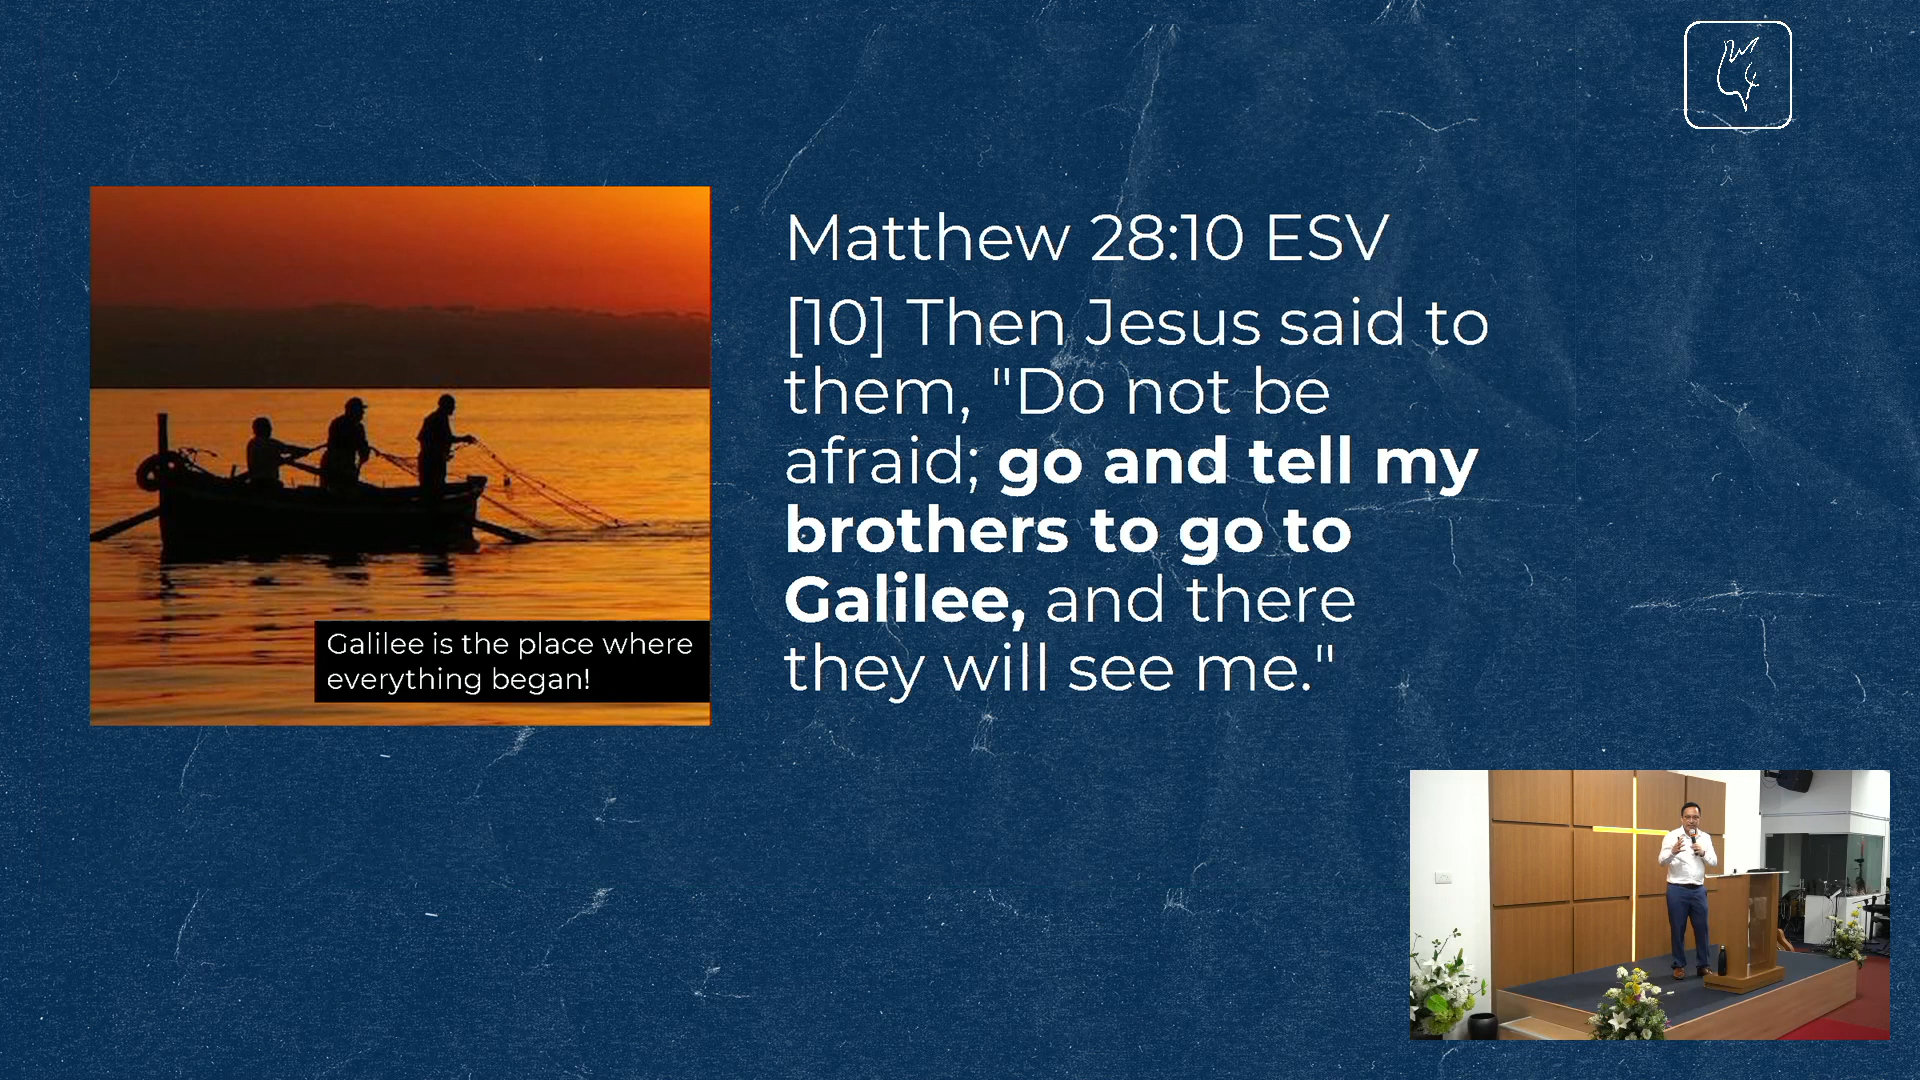 Matthew 28:10 ESV
[10] Then Jesus said to
them, "Do not be
afraid; go and tell my
brothers to go to
Galilee, and there
they will see me."
Galilee is the place where
everything began!